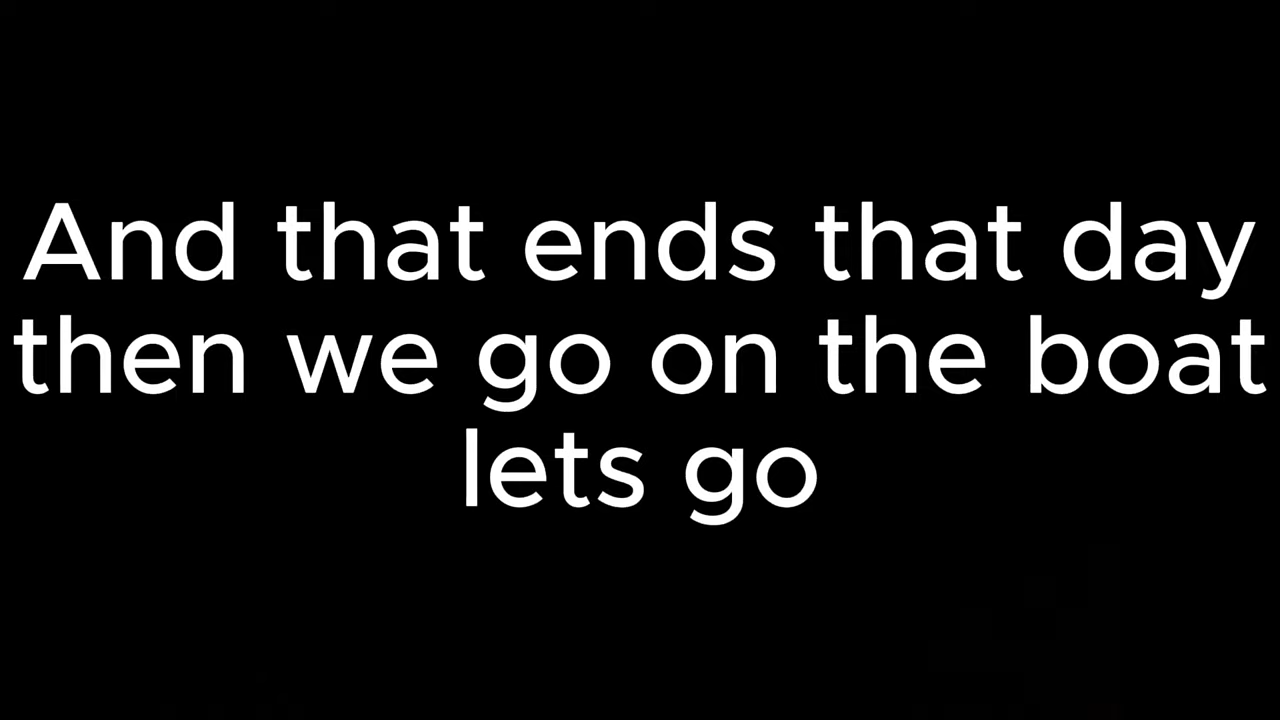 And that ends that day
then we go on the boat
lets go